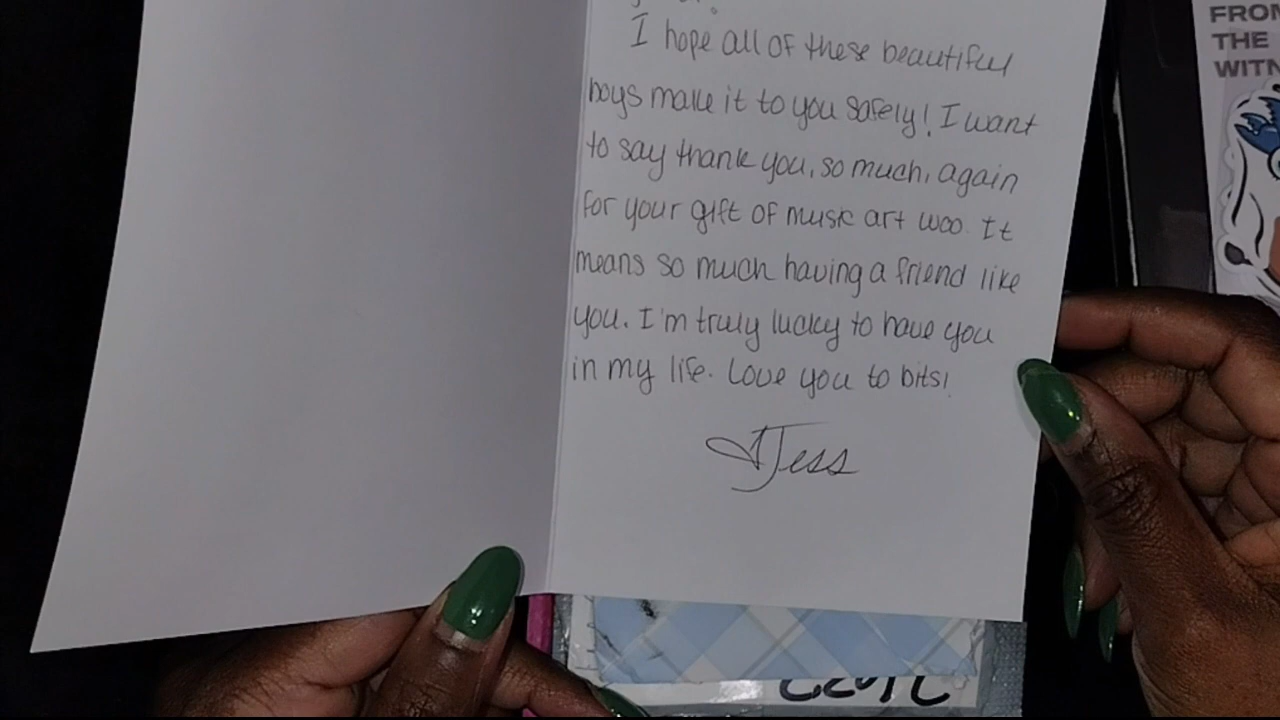 I hope all of these beautiful
boys make it to you safely! I want
to say thank you, so much, again
for your gift of music art woo. It
means so much having a friend like
you. I'm truly lucky to have you
in my life. Love you to bits!
Jess
FROM
THE
WITN